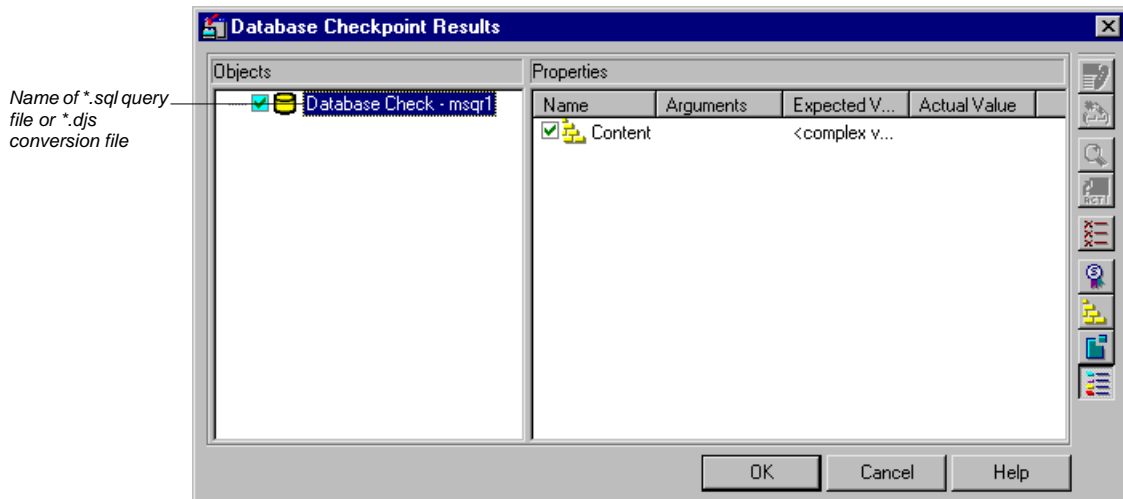 Database Checkpoint Results
Objects
Properties
Name of *.sql query
file or *.djs
conversion file
Database Check - msqr1
Name Arguments Expected V... Actual Value
Content <complex v...
ACT!
S
OK Cancel Help